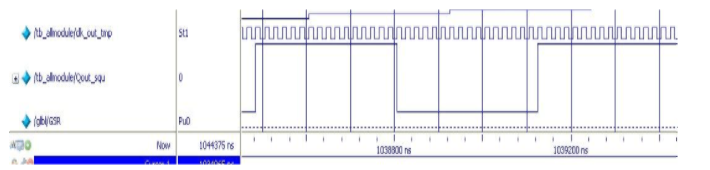 /tb_allmodule/clk_out_tmp St1
/tb_allmodule/Qout_squ 0
/glbl/GSR Pu0
Now 1044375 ns 1038800 ns 1039200 ns